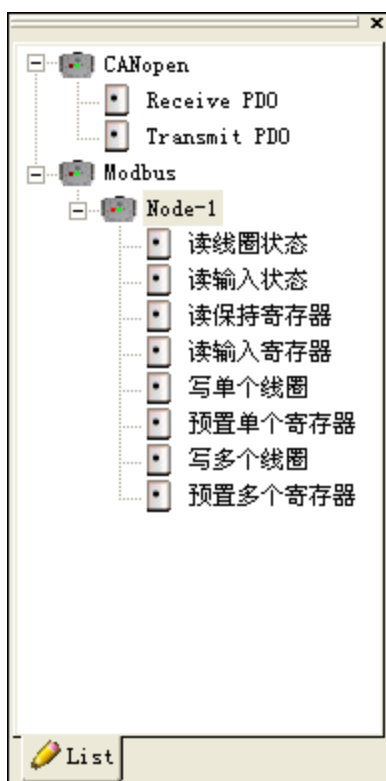 CANopen
Receive PDO
Transmit PDO
Modbus
Node-1
读线圈状态
读输入状态
读保持寄存器
读输入寄存器
写单个线圈
预置单个寄存器
写多个线圈
预置多个寄存器
List